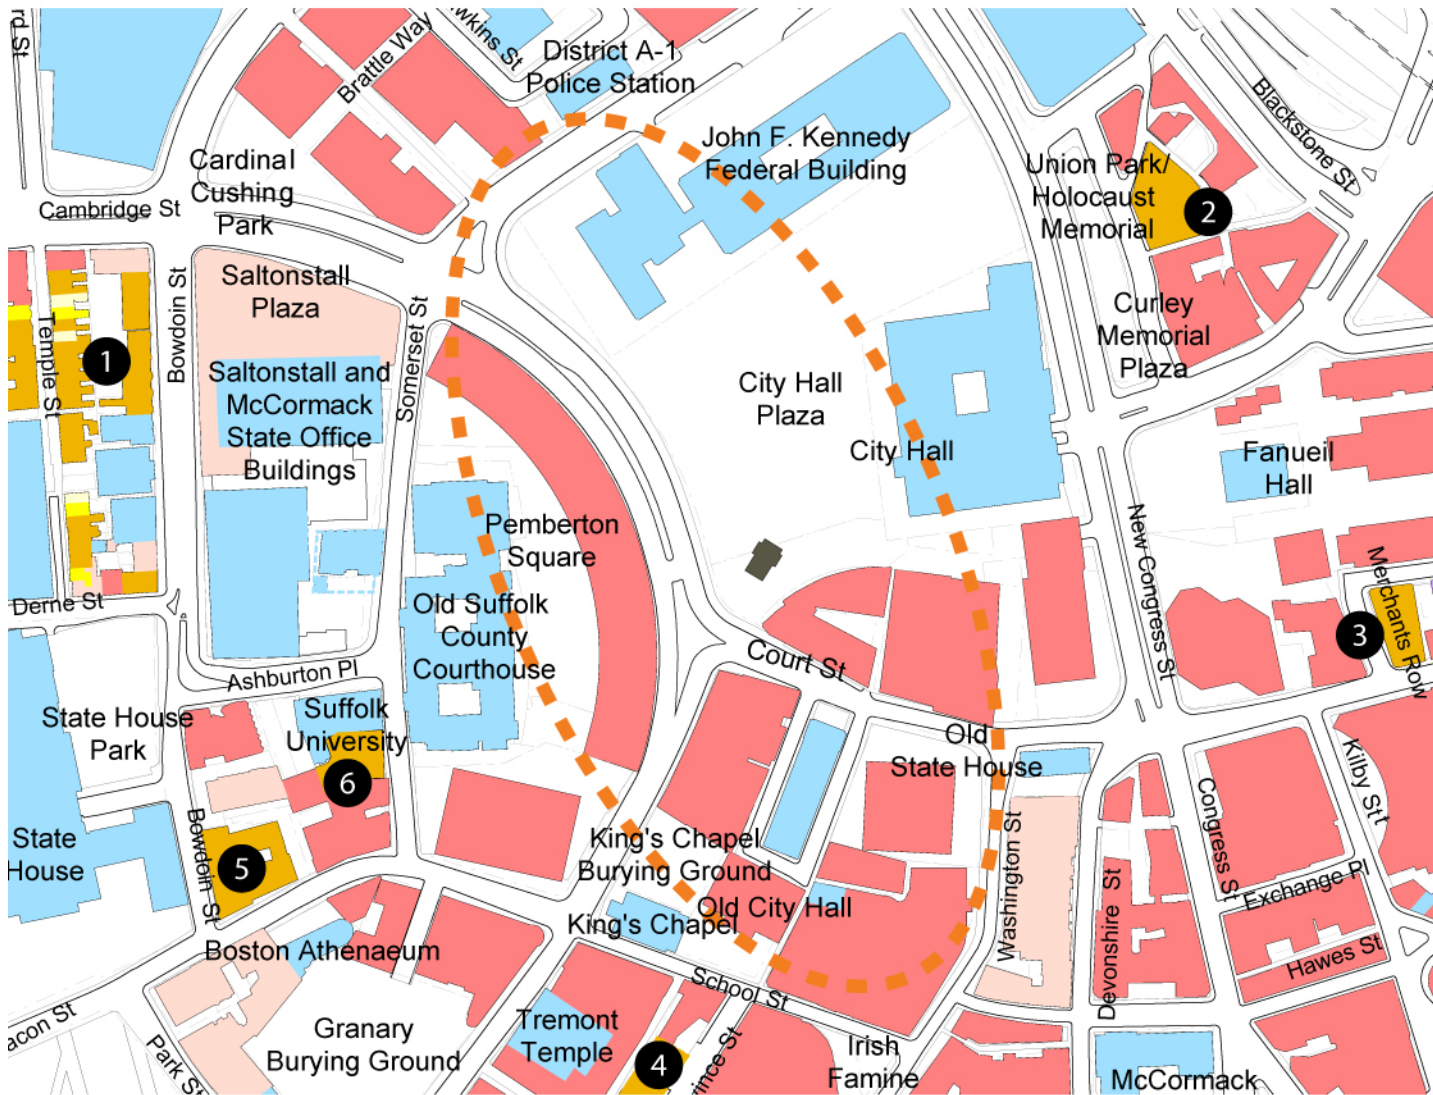 rd St
Brattle Way
wkins St
District A-1
Police Station
John F. Kennedy
Federal Building
Blackstone St
Cardinal
Cushing
Park
Cambridge St
Union Park/
Holocaust
Memorial
2
Saltonstall
Plaza
Bowdoin St
Somerset St
Temple St
1
Curley
Memorial
Plaza
Saltonstall and
McCormack
State Office
Buildings
City Hall
Plaza
City Hall
Fanueil
Hall
Pemberton
Square
New Congress St
Merchants Row
3
Derne St
Old Suffolk
County
Courthouse
Court St
Ashburton Pl
State House
Park
Suffolk
University
6
Old
State House
Kilby St
t
Congress St
State
House
Bowdoin St
5
King's Chapel
Burying Ground
Washington St
Devonshire St
Exchange Pl
King's Chapel
Old City Hall
Boston Athenaeum
Hawes St
School St
acon St
Park St
Granary
Burying Ground
Tremont
Temple
4
ince St
Irish
Famine
McCormack